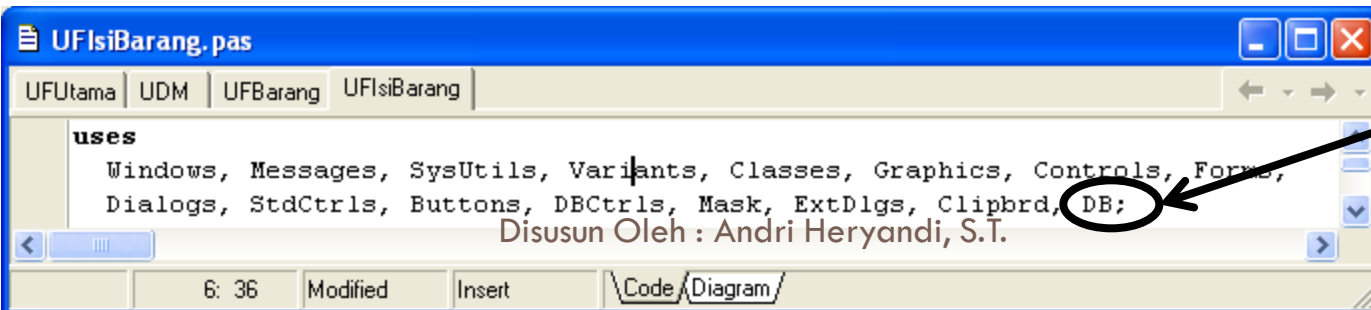 UFIsiBarang.pas
UFUtama UDM UFBarang UFIsiBarang
uses
Windows, Messages, SysUtils, Variants, Classes, Graphics, Controls, Forms,
Dialogs, StdCtrls, Buttons, DBCtrls, Mask, ExtDlgs, Clipbrd, DB;
Disusun Oleh : Andri Heryandi, S.T.
6: 36 Modified Insert Code Diagram